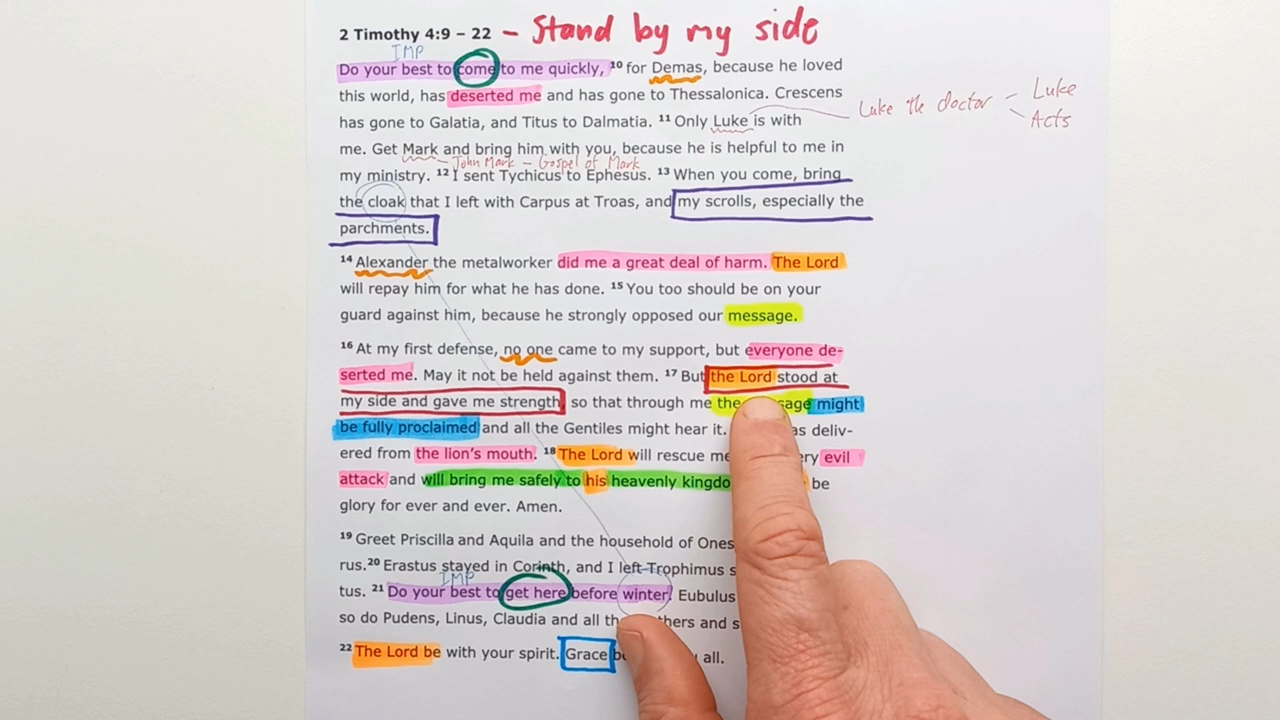 2 Timothy 4:9 – 22 – Stand by my side
IMP
Do your best to come to me quickly, 10 for Demas, because he loved
this world, has deserted me and has gone to Thessalonica. Crescens
has gone to Galatia, and Titus to Dalmatia. 11 Only Luke is with
Luke the doctor – Luke
Acts
me. Get Mark and bring him with you, because he is helpful to me in
John Mark – Gospel of Mark
my ministry. 12 I sent Tychicus to Ephesus. 13 When you come, bring
the cloak that I left with Carpus at Troas, and my scrolls, especially the
parchments.
14 Alexander the metalworker did me a great deal of harm. The Lord
will repay him for what he has done. 15 You too should be on your
guard against him, because he strongly opposed our message.
16 At my first defense, no one came to my support, but everyone de-
serted me. May it not be held against them. 17 But the Lord stood at
my side and gave me strength, so that through me the sage might
be fully proclaimed and all the Gentiles might hear it. as deliv-
ered from the lion's mouth. 18 The Lord will rescue me ery evil
attack and will bring me safely to his heavenly kingdo be
glory for ever and ever. Amen.
19 Greet Priscilla and Aquila and the household of Ones
rus. 20 Erastus stayed in Corinth, and I left Trophimus s
IMP
tus. 21 Do your best to get here before winter. Eubulus
so do Pudens, Linus, Claudia and all th thers and s
22 The Lord be with your spirit. Grace b all.